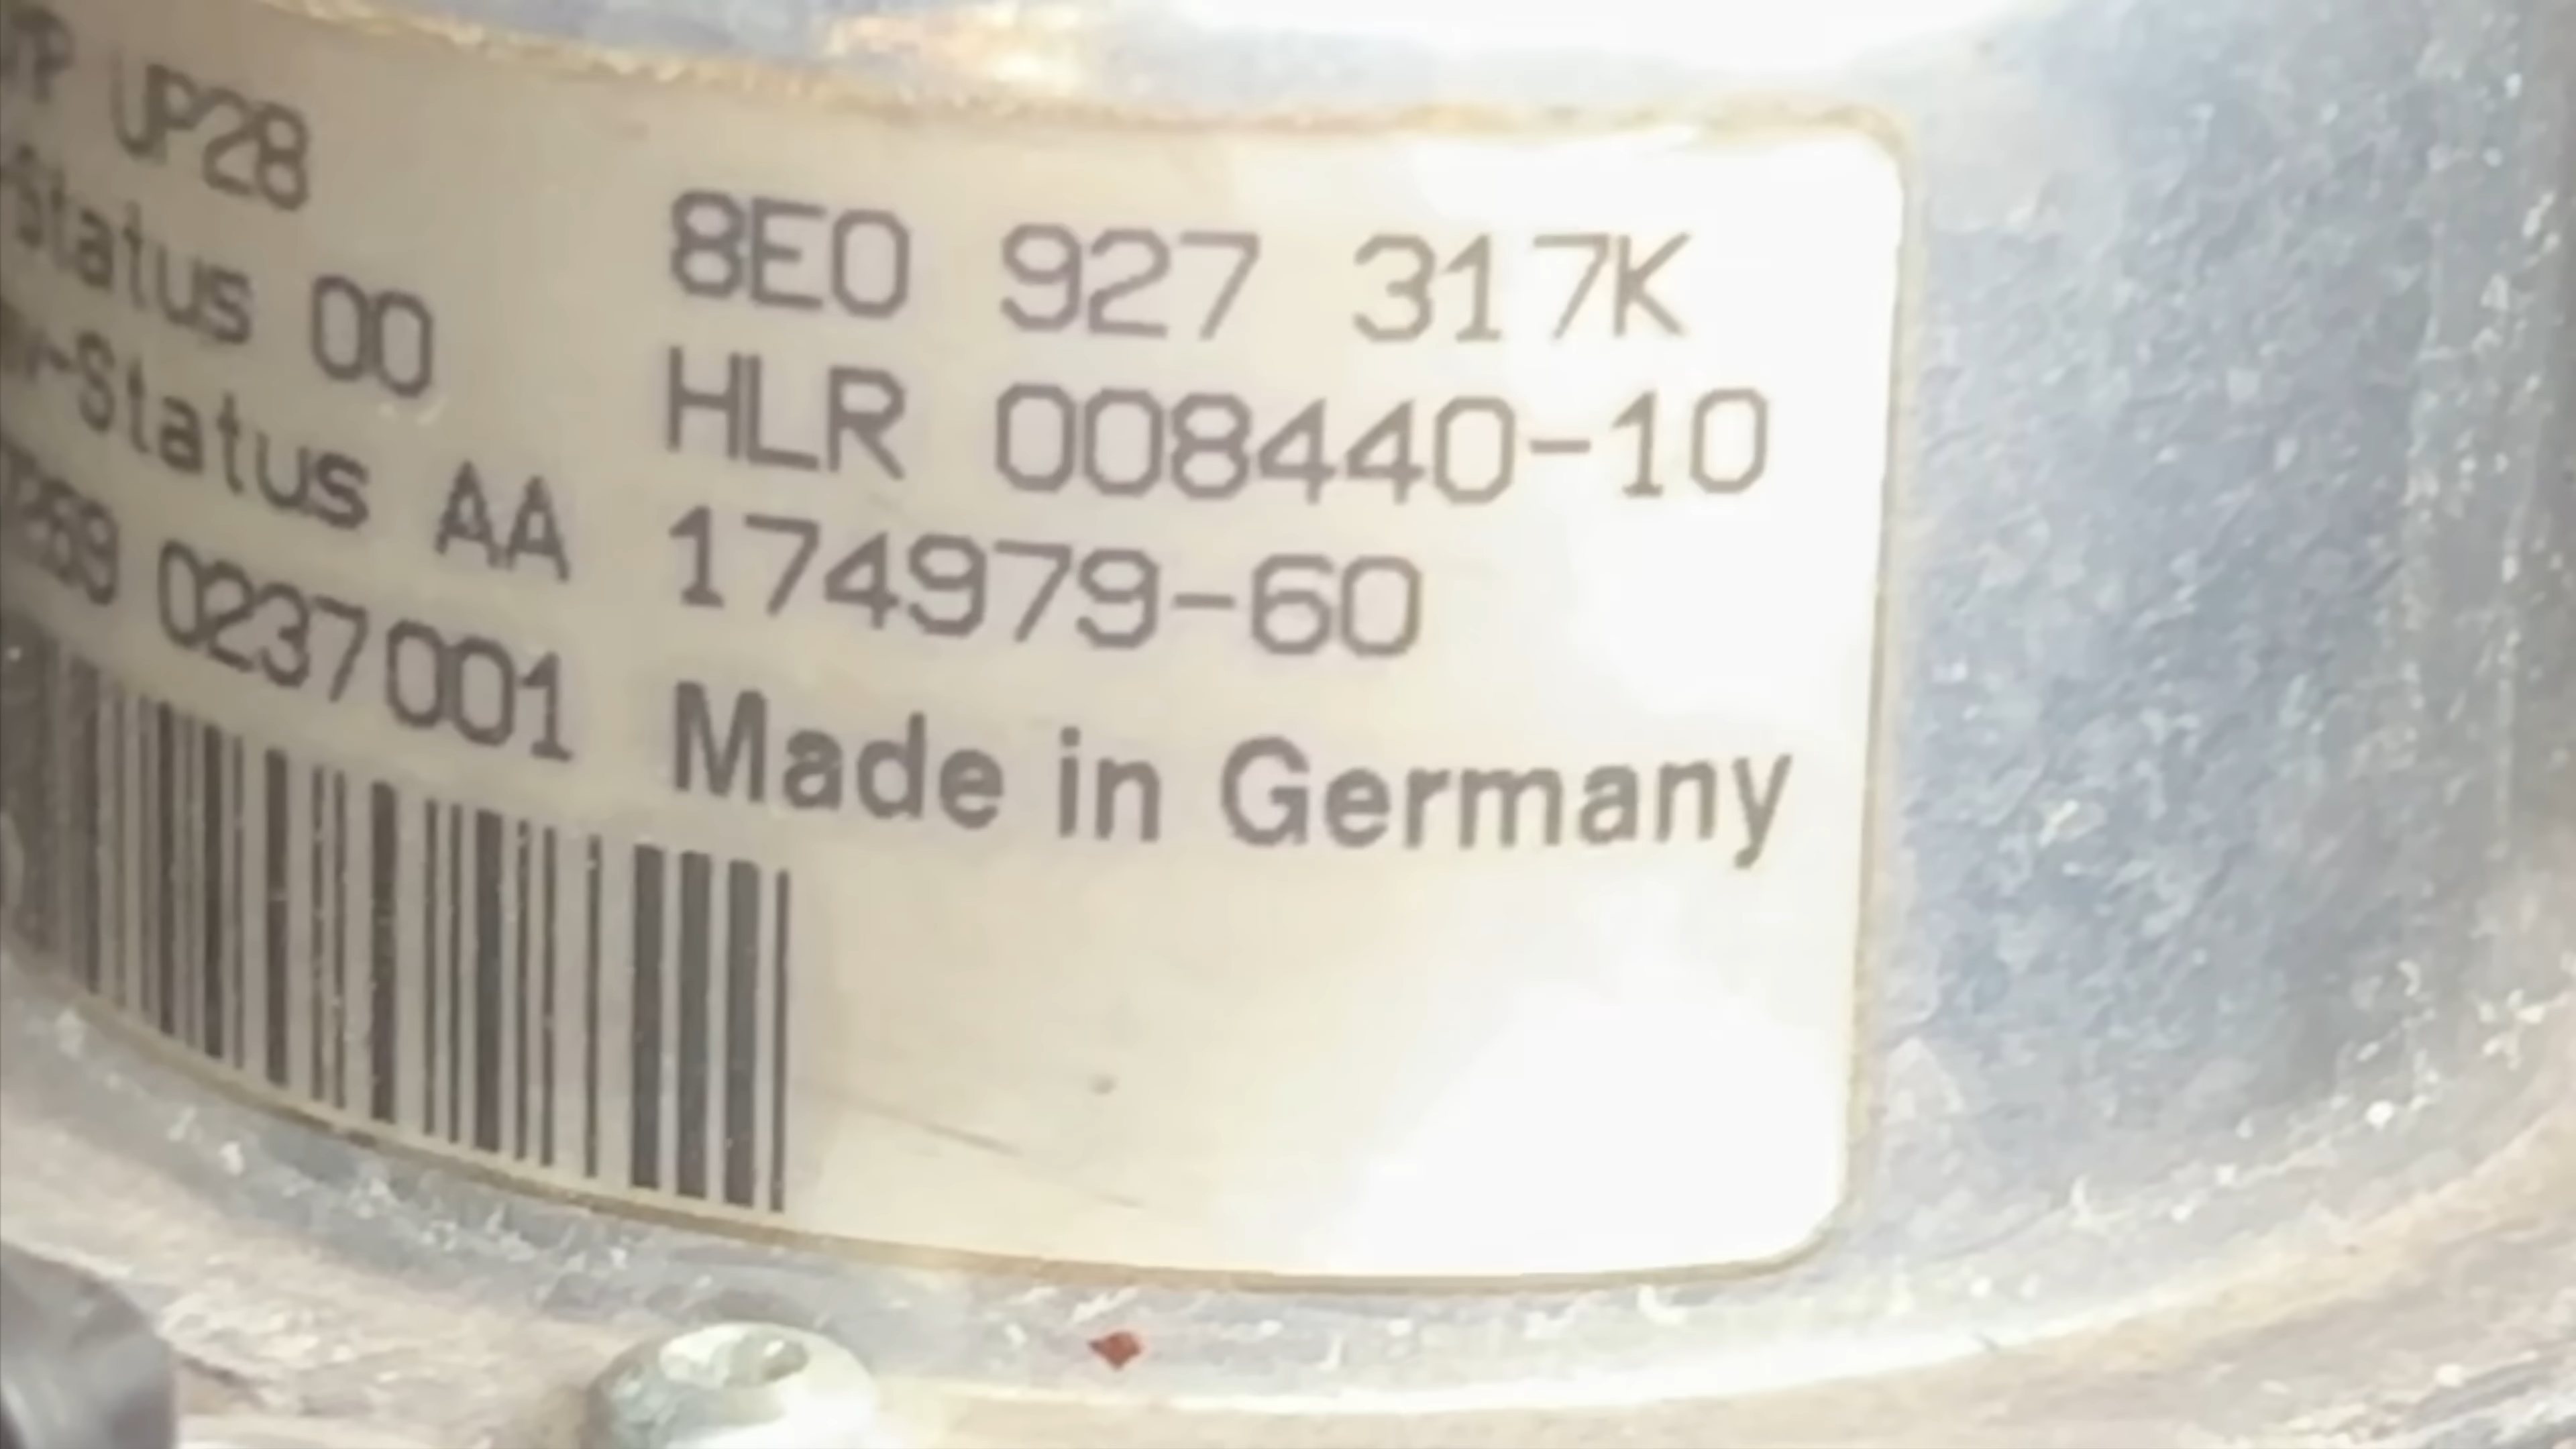 UP28
Status 00
-Status AA
0237001
8E0 927 317K
HLR 008440-10
174979-60
Made in Germany